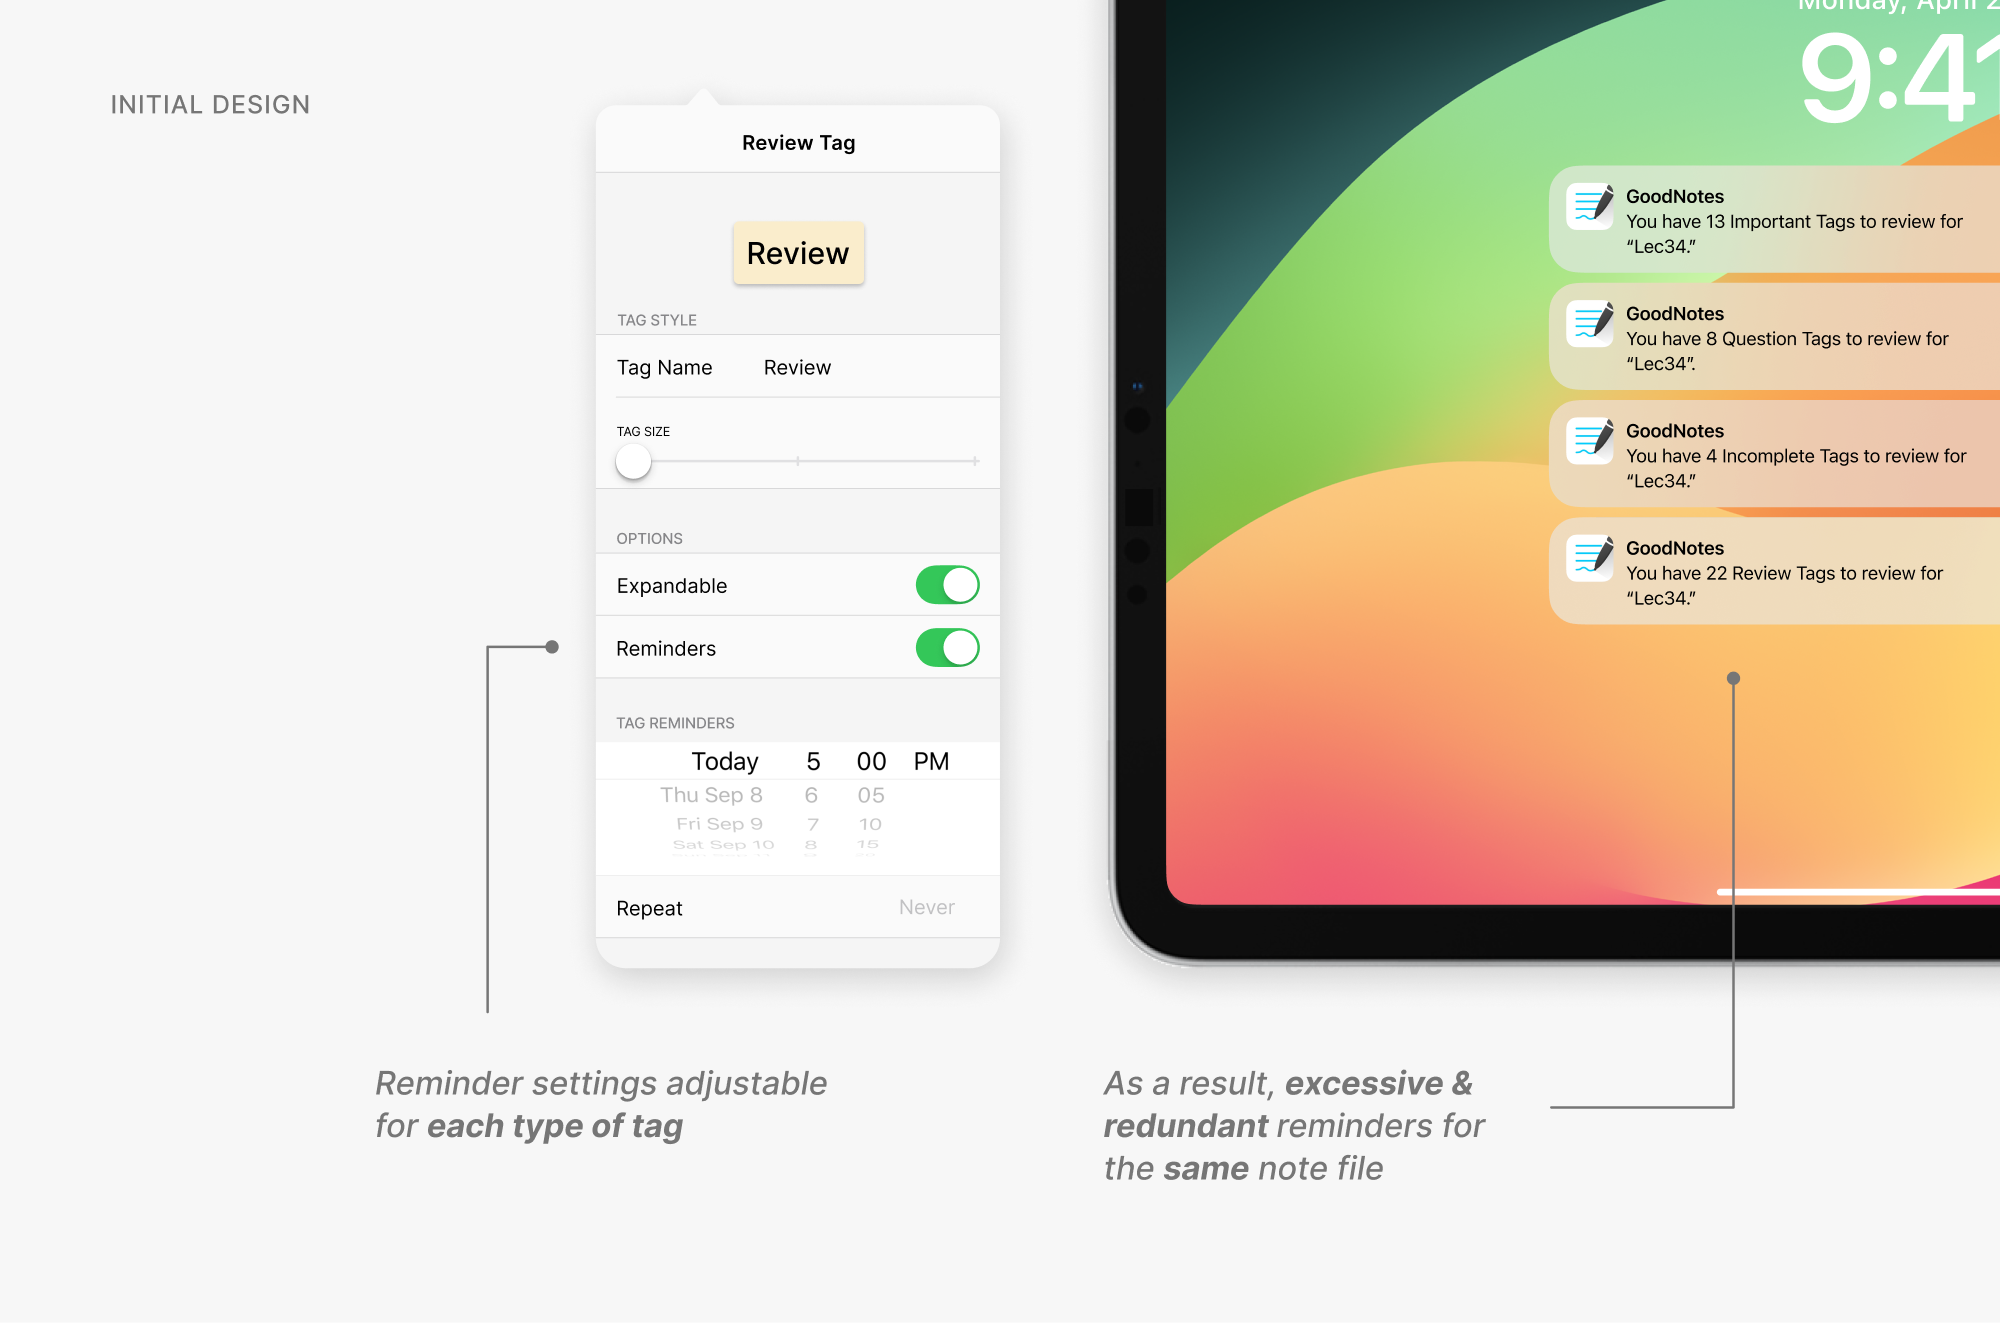 INITIAL DESIGN
Review Tag
Review
TAG STYLE
Tag Name Review
TAG SIZE
OPTIONS
Expandable
Reminders
TAG REMINDERS
Today 5 00 PM
Thu Sep 8 6 05
Fri Sep 9 7 10
Sat Sep 10 8 15
Repeat Never
Reminder settings adjustable
for each type of tag
Monday, April 2
9:41
GoodNotes
You have 13 Important Tags to review for
“Lec34.”
GoodNotes
You have 8 Question Tags to review for
“Lec34”.
GoodNotes
You have 4 Incomplete Tags to review for
“Lec34.”
GoodNotes
You have 22 Review Tags to review for
“Lec34.”
As a result, excessive &
redundant reminders for
the same note file